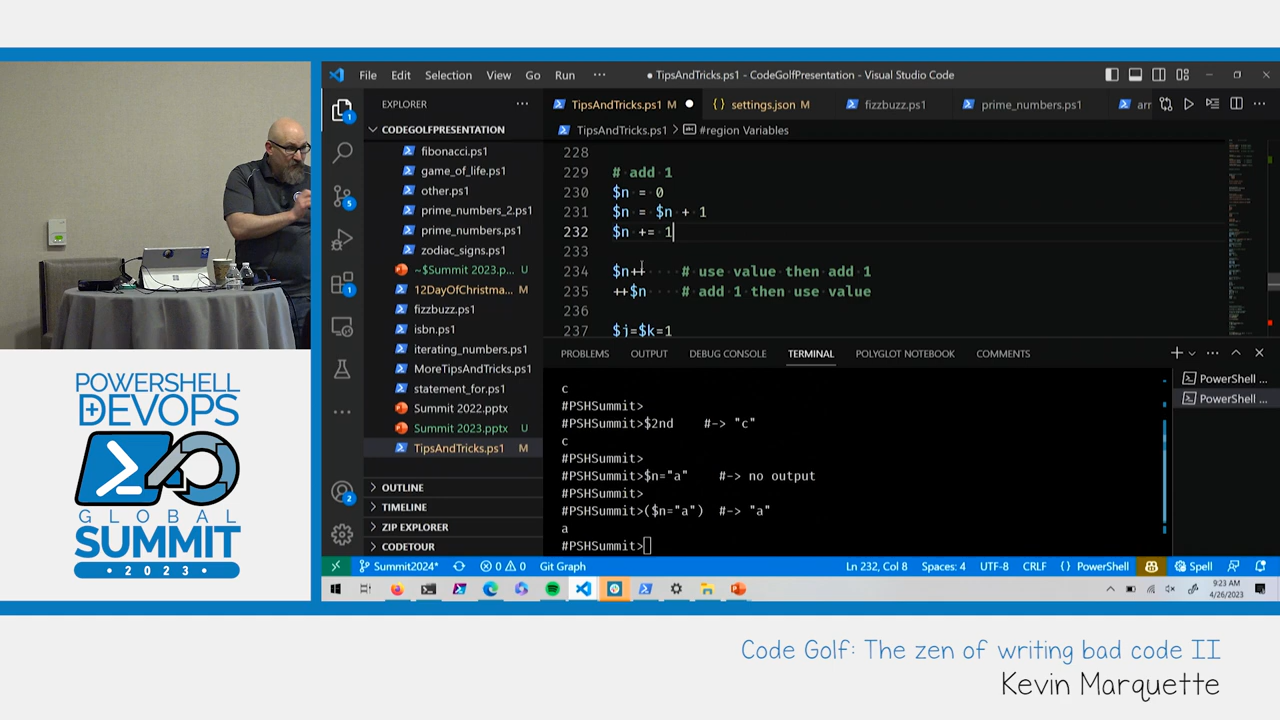 File Edit Selection View Go Run ··· ● TipsAndTricks.ps1 - CodeGolfPresentation - Visual Studio Code
EXPLORER ···
TipsAndTricks.ps1 M ●
{ } settings.json M
fizzbuzz.ps1
prime_numbers.ps1
arr
CODEGOLFPRESENTATION
fibonacci.ps1
game_of_life.ps1
other.ps1
prime_numbers_2.ps1
prime_numbers.ps1
zodiac_signs.ps1
~$Summit 2023.p... U
12DayOfChristma... M
fizzbuzz.ps1
isbn.ps1
iterating_numbers.ps1
MoreTipsAndTricks.ps1
statement_for.ps1
Summit 2022.pptx
Summit 2023.pptx U
TipsAndTricks.ps1 M
OUTLINE
TIMELINE
ZIP EXPLORER
CODETOUR
TipsAndTricks.ps1 > #region Variables
228
229 # add 1
230 $n = 0
231 $n = $n + 1
232 $n += 1
233
234 $n++ # use value then add 1
235 ++$n # add 1 then use value
236
237 $j=$k=1
PROBLEMS OUTPUT DEBUG CONSOLE TERMINAL POLYGLOT NOTEBOOK COMMENTS
c
#PSHSummit>
#PSHSummit>$2nd #-> "c"
c
#PSHSummit>
#PSHSummit>$n="a" #-> no output
#PSHSummit>
#PSHSummit>($n="a") #-> "a"
a
#PSHSummit>
PowerShell ...
PowerShell ...
Summit2024* 0 0 Git Graph Ln 232, Col 8 Spaces: 4 UTF-8 CRLF { } PowerShell Spell
9:23 AM
4/26/2023
POWERSHELL
+DEVOPS
GLOBAL
SUMMIT
• 2023 •
Code Golf: The zen of writing bad code II
Kevin Marquette